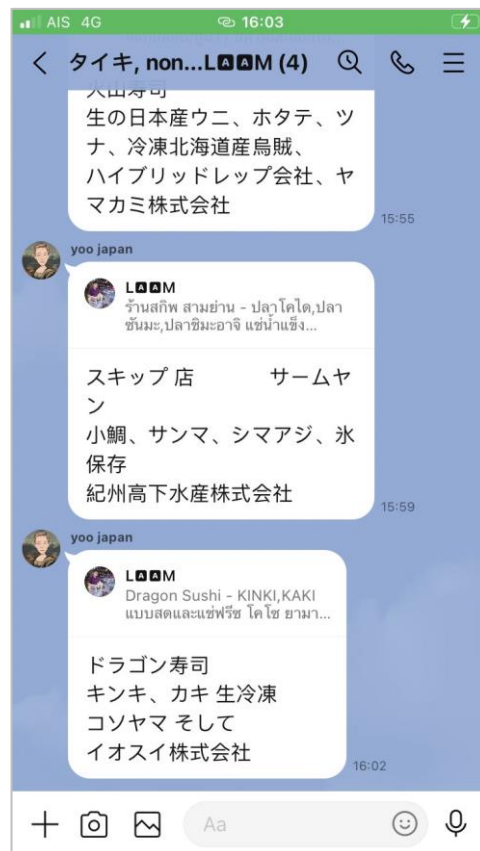 AIS 4G
16:03
タイキ, non...L🅰🅰M (4)
火山寿司
生の日本産ウニ、ホタテ、ツ
ナ、冷凍北海道産烏賊、
ハイブリッドレップ会社、ヤ
マカミ株式会社
15:55
yoo japan
L🅰🅰M
ร้านสกิพ สามย่าน - ปลาโคได,ปลา
ซันมะ,ปลาชิมะอาจิ แช่น้ำแข็ง...
スキップ 店 サームヤ
ン
小鯛、サンマ、シマアジ、氷
保存
紀州高下水産株式会社
15:59
yoo japan
L🅰🅰M
Dragon Sushi - KINKI,KAKI
แบบสดและแช่ฟรีซ โคโซ ยามา...
ドラゴン寿司
キンキ、カキ 生冷凍
コソヤマ そして
イオスイ株式会社
16:02
Aa